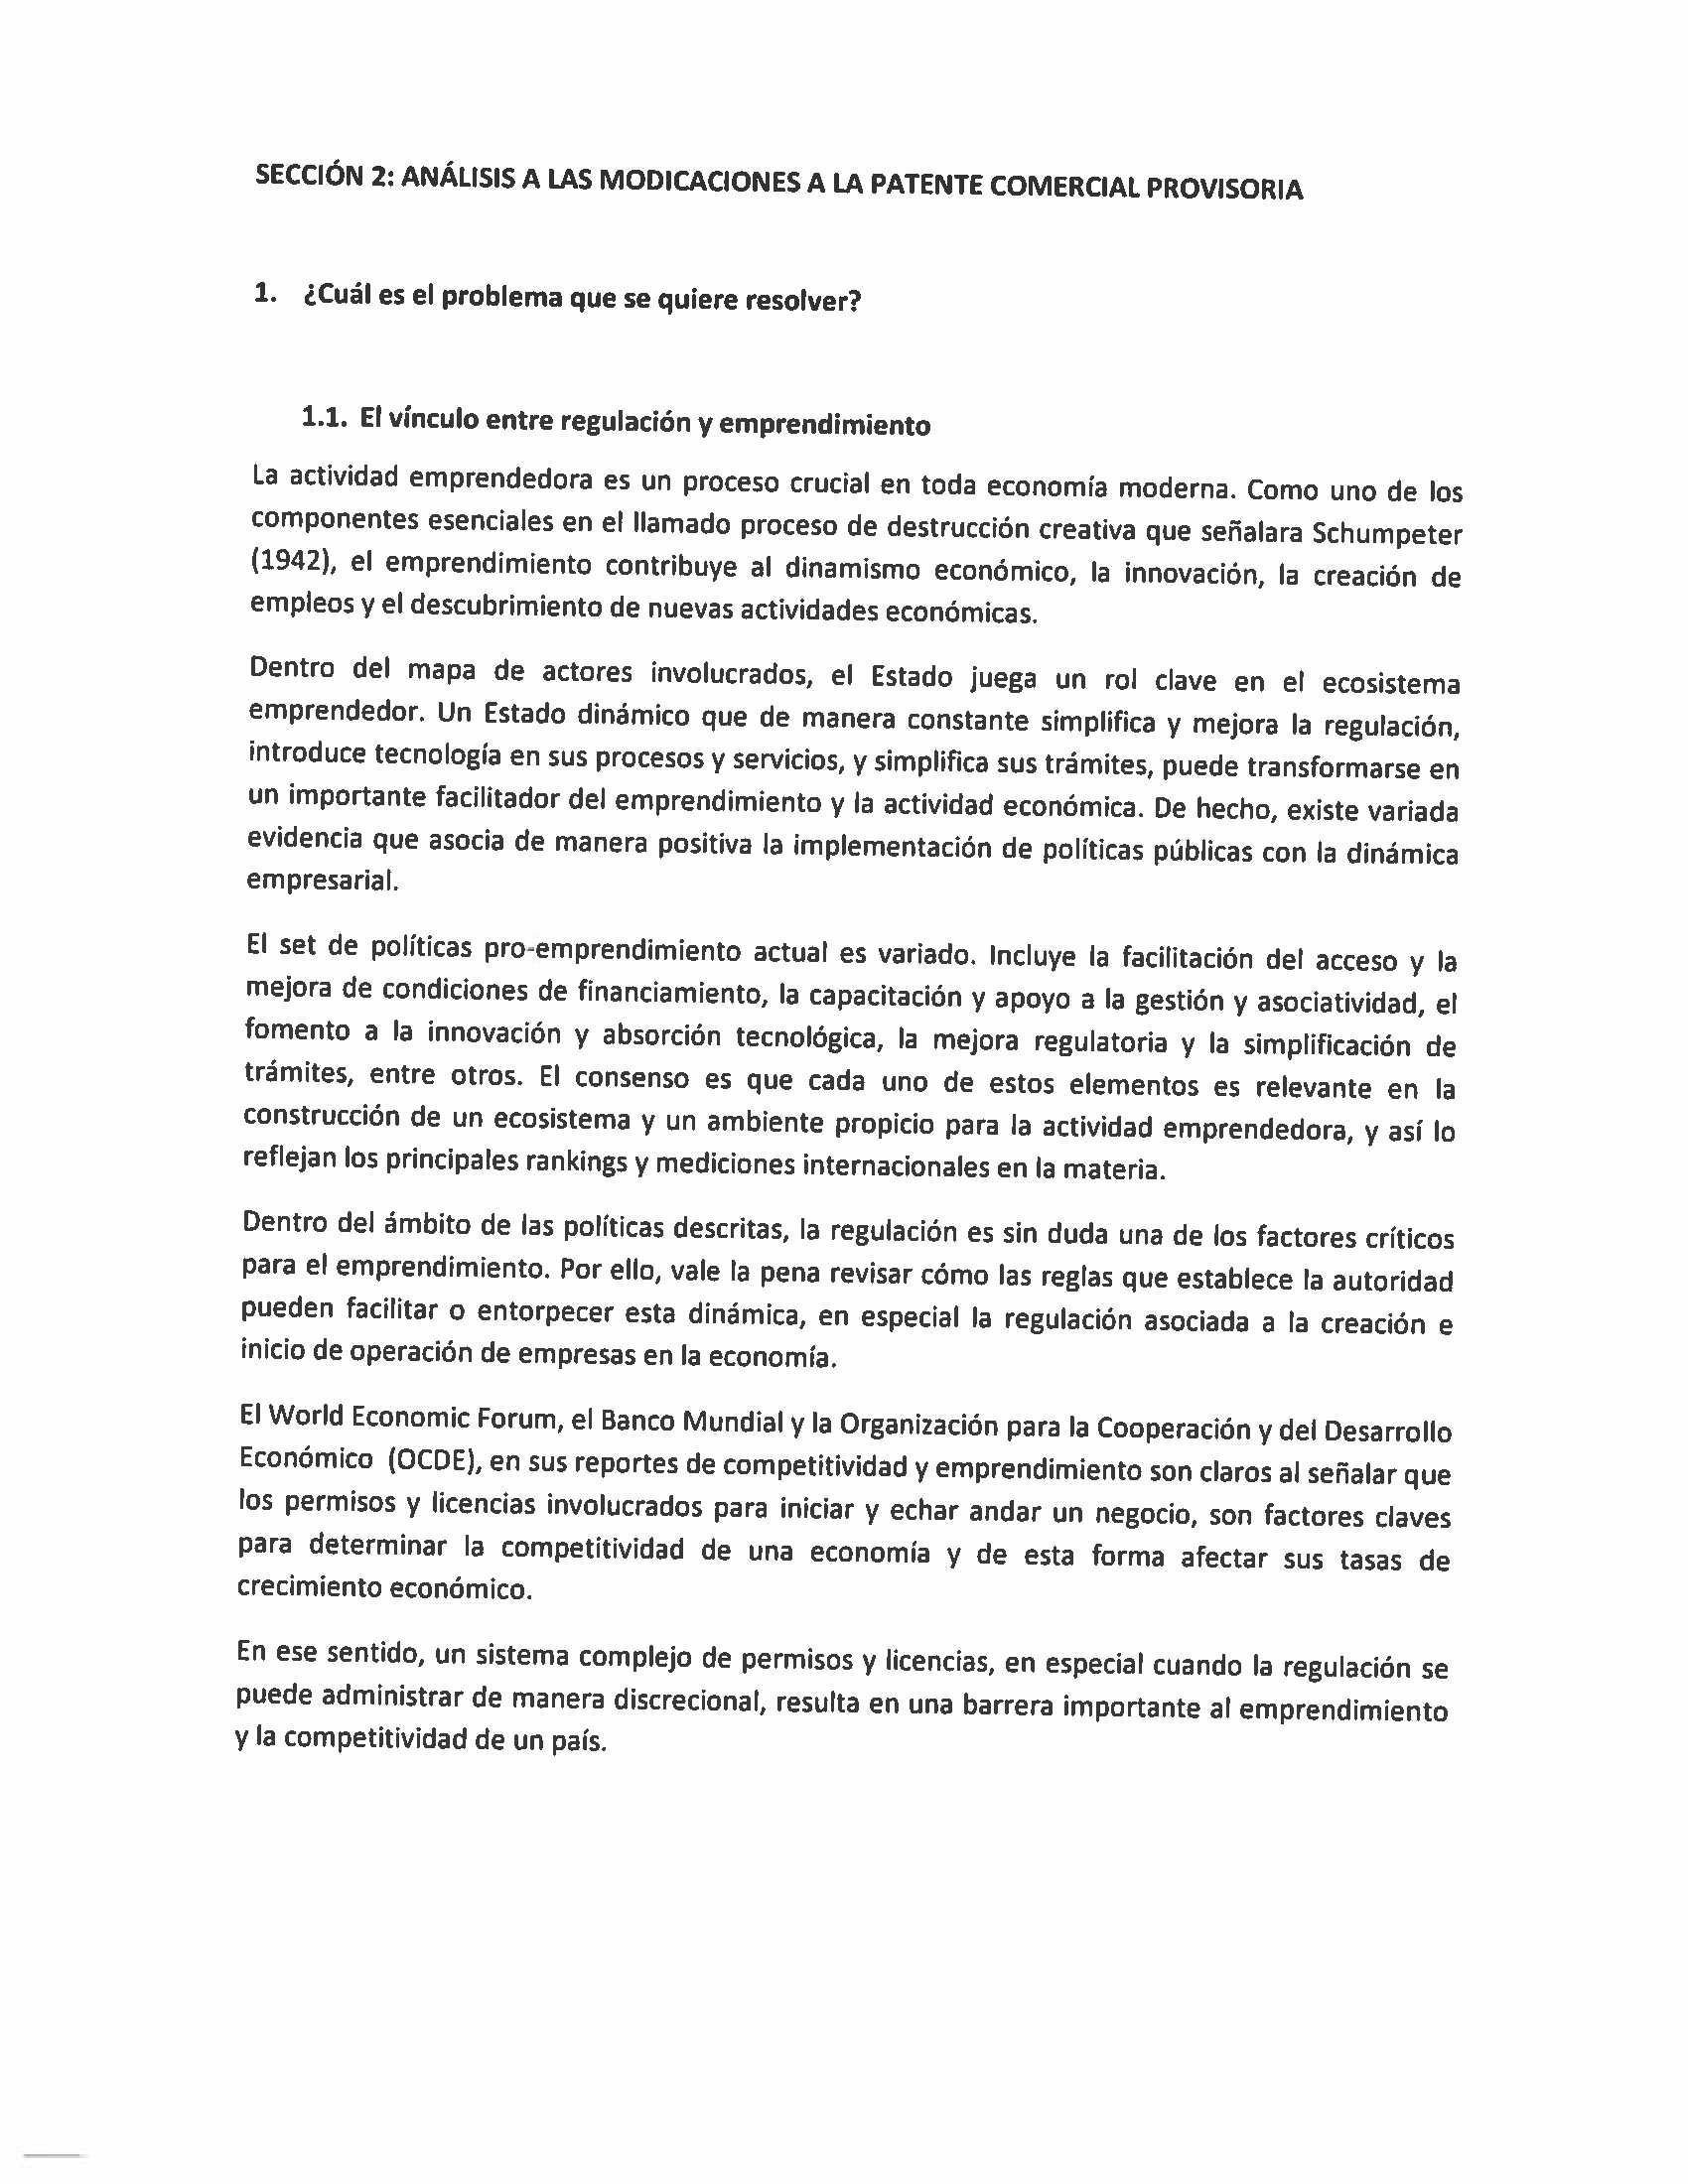 SECCIÓN 2: ANÁLISIS A LAS MODICACIONES A LA PATENTE COMERCIAL PROVISORIA
1. ¿Cuál es el problema que se quiere resolver?
1.1. El vínculo entre regulación y emprendimiento
La actividad emprendedora es un proceso crucial en toda economía moderna. Como uno de los
componentes esenciales en el llamado proceso de destrucción creativa que señalara Schumpeter
(1942), el emprendimiento contribuye al dinamismo económico, la innovación, la creación de
empleos y el descubrimiento de nuevas actividades económicas.
Dentro del mapa de actores involucrados, el Estado juega un rol clave en el ecosistema
emprendedor. Un Estado dinámico que de manera constante simplifica y mejora la regulación,
introduce tecnología en sus procesos y servicios, y simplifica sus trámites, puede transformarse en
un importante facilitador del emprendimiento y la actividad económica. De hecho, existe variada
evidencia que asocia de manera positiva la implementación de políticas públicas con la dinámica
empresarial.
El set de políticas pro-emprendimiento actual es variado. Incluye la facilitación del acceso y la
mejora de condiciones de financiamiento, la capacitación y apoyo a la gestión y asociatividad, el
fomento a la innovación y absorción tecnológica, la mejora regulatoria y la simplificación de
trámites, entre otros. El consenso es que cada uno de estos elementos es relevante en la
construcción de un ecosistema y un ambiente propicio para la actividad emprendedora, y así lo
reflejan los principales rankings y mediciones internacionales en la materia.
Dentro del ámbito de las políticas descritas, la regulación es sin duda una de los factores críticos
para el emprendimiento. Por ello, vale la pena revisar cómo las reglas que establece la autoridad
pueden facilitar o entorpecer esta dinámica, en especial la regulación asociada a la creación e
inicio de operación de empresas en la economía.
El World Economic Forum, el Banco Mundial y la Organización para la Cooperación y del Desarrollo
Económico (OCDE), en sus reportes de competitividad y emprendimiento son claros al señalar que
los permisos y licencias involucrados para iniciar y echar andar un negocio, son factores claves
para determinar la competitividad de una economía y de esta forma afectar sus tasas de
crecimiento económico.
En ese sentido, un sistema complejo de permisos y licencias, en especial cuando la regulación se
puede administrar de manera discrecional, resulta en una barrera importante al emprendimiento
y la competitividad de un país.